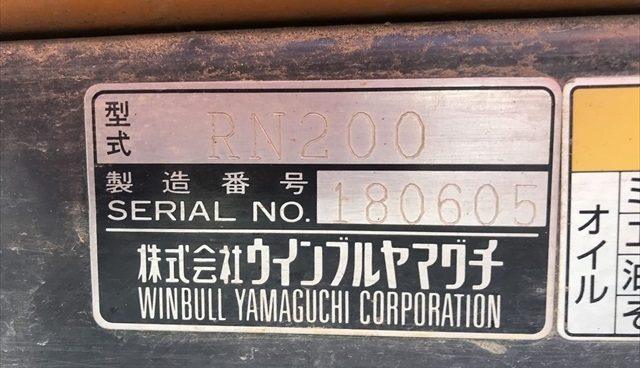 型式 RN200
製造番号
SERIAL NO. 180605
株式会社ウインブルヤマグチ
WINBULL YAMAGUCHI CORPORATION
オイル
油